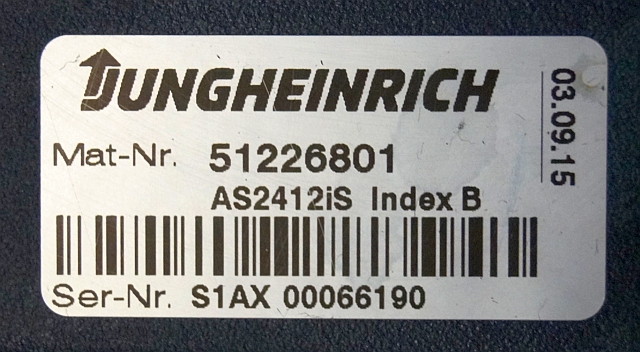 JUNGHEINRICH
Mat-Nr. 51226801
AS2412iS Index B
Ser-Nr. S1AX 00066190
03.09.15